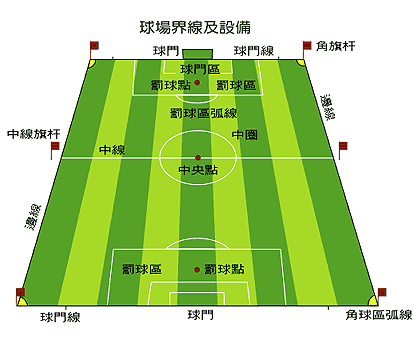 球場界線及設備
球門 球門線 角旗杆
球門區
罰球點 罰球區
邊線
罰球區弧線
中線旗杆 中圈
中線
中央點
邊線
罰球區 罰球點
球門線 球門 角球區弧線